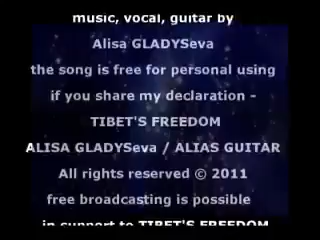 music, vocal, guitar by
Alisa GLADYSeva
the song is free for personal using
if you share my declaration -
TIBET'S FREEDOM
ALISA GLADYSeva / ALIAS GUITAR
All rights reserved © 2011
free broadcasting is possible
in support to TIBET'S FREEDOM